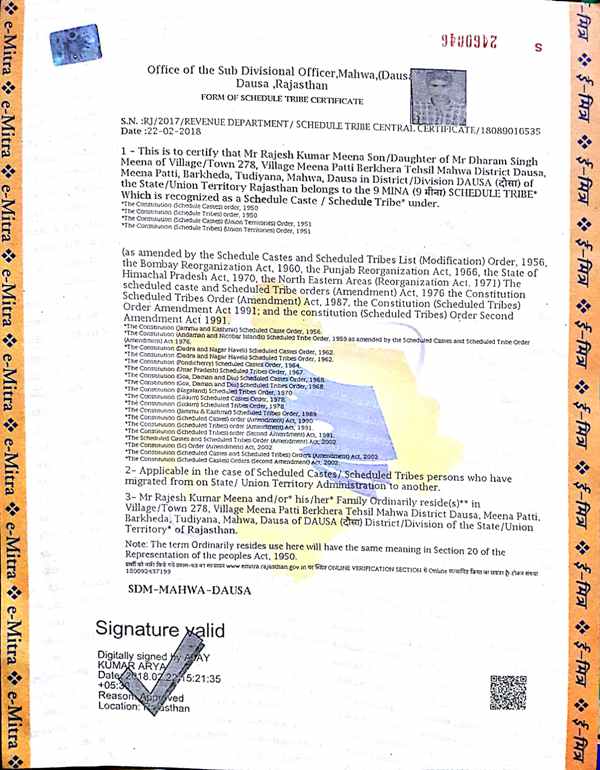 2460646 S
Office of the Sub Divisional Officer,Mahwa,(Dausa
Dausa ,Rajasthan
FORM OF SCHEDULE TRIBE CERTIFICATE
S.N. :RJ/2017/REVENUE DEPARTMENT/ SCHEDULE TRIBE CENTRAL CERTIFICATE/18089016535
Date :22-02-2018
1 - This is to certify that Mr Rajesh Kumar Meena Son/Daughter of Mr Dharam Singh
Meena of Village/Town 278, Village Meena Patti Berkhera Tehsil Mahwa District Dausa,
Meena Patti, Barkheda, Tudiyana, Mahwa, Dausa in District/Division DAUSA (दौसा) of
the State/Union Territory Rajasthan belongs to the 9 MINA (9 मीना) SCHEDULE TRIBE*
Which is recognized as a Schedule Caste / Schedule Tribe* under.
*The Constitution (Schedule Castes) order, 1950
*The Constitution (Schedule Tribes) order, 1950
*The Constitution (Schedule Castes) (Union Territories) Order, 1951
*The Constitution (Schedule Tribes) (Union Territories) Order, 1951
(as amended by the Schedule Castes and Scheduled Tribes List (Modification) Order, 1956,
the Bombay Reorganization Act, 1960, the Punjab Reorganization Act, 1966, the State of
Himachal Pradesh Act, 1970, the North Eastern Areas (Reorganization Act, 1971) The
scheduled caste and Scheduled Tribe orders (Amendment) Act, 1976 the Constitution
Scheduled Tribes Order (Amendment) Act, 1987, the Constitution (Scheduled Tribes)
Order Amendment Act 1991; and the constitution (Scheduled Tribes) Order Second
Amendment Act 1991.
*The Constitution (Jammu and Kashmir) Scheduled Caste Order, 1956.
*The Constitution (Andaman and Nicobar Islands) Scheduled Tribe Order, 1959 as amended by the Scheduled Castes and Scheduled Tribe Order
(Amendment) Act 1976.
*The Constitution (Dadra and Nagar Haveli) Scheduled Castes Order, 1962.
*The Constitution (Dadra and Nagar Haveli) Scheduled Tribes Order, 1962.
*The Constitution (Pondicherry) Scheduled Castes Order, 1964.
*The Constitution (Uttar Pradesh) Scheduled Tribes Order, 1967.
*The Constitution (Goa, Daman and Diu) Scheduled Castes Order, 1968.
*The Constitution (Goa, Daman and Diu) Scheduled Tribes Order, 1968.
*The Constitution (Nagaland) Scheduled Tribes Order, 1970
*The Constitution (Sikkim) Scheduled Castes Order, 1978.
*The Constitution (Sikkim) Scheduled Tribes Order, 1978.
*The Constitution (Jammu & Kashmir) Scheduled Tribes Order, 1989.
*The Constitution (Scheduled Castes) order (Amendment) Act, 1990.
*The Constitution (Scheduled Tribes) order (Amendment) Act, 1991.
*The Constitution (Scheduled Tribes) order (Second Amendment) Act, 1991.
*The Scheduled Castes and Scheduled Tribes Order (Amendment) Act, 2002
*The Constitution (Sc) Order (Amendment) Act, 2002
*The Constitution (Scheduled Castes and Scheduled Tribes) Orders (Amendment) Act, 2002
*The Constitution (Scheduled Castes) Orders (Second Amendment) Act, 2002
2- Applicable in the case of Scheduled Castes/ Scheduled Tribes persons who have
migrated from on State/ Union Territory Administration to another.
3- Mr Rajesh Kumar Meena and/or* his/her* Family Ordinarily reside(s)** in
Village/Town 278, Village Meena Patti Berkhera Tehsil Mahwa District Dausa, Meena Patti,
Barkheda, Tudiyana, Mahwa, Dausa of DAUSA (दौसा) District/Division of the State/Union
Territory* of Rajasthan.
Note: The term Ordinarily resides use here will have the same meaning in Section 20 of the
Representation of the peoples Act, 1950.
www.emitra.rajasthan.gov.in पर स्थित ONLINE VERIFICATION SECTION में Online
180092437199
SDM-MAHWA-DAUSA
Signature valid
Digitally signed by AJAY
KUMAR ARYA
Date: 2018.02.22 15:21:35
+05:30
Reason: Approved
Location: Rajasthan
e-Mitra ❖ e-Mitra ❖ e-Mitra ❖ e-Mitra ❖ e-Mitra ❖ e-Mitra ❖ e-Mitra ❖ e-Mitra
ई-मित्र ❖ ई-मित्र ❖ ई-मित्र ❖ ई-मित्र ❖ ई-मित्र ❖ ई-मित्र ❖ ई-मित्र ❖ ई-मित्र